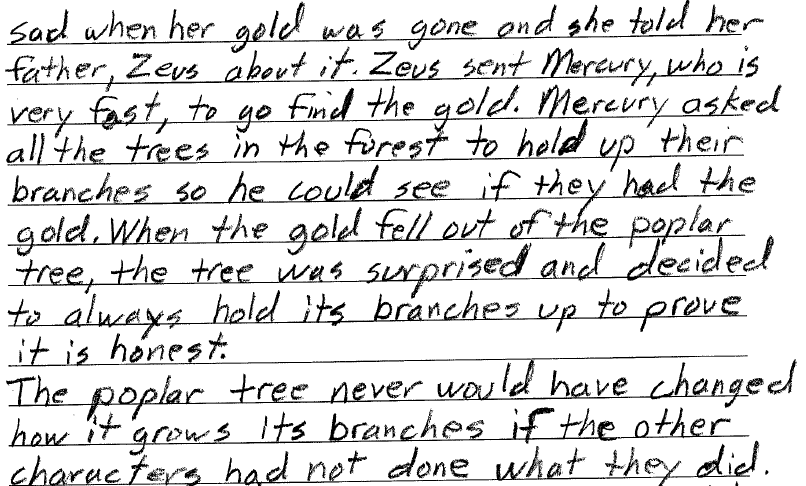 sad when her gold was gone and she told her
father, Zeus about it. Zeus sent Mercury, who is
very fast, to go find the gold. Mercury asked
all the trees in the forest to hold up their
branches so he could see if they had the
gold. When the gold fell out of the poplar
tree, the tree was surprised and decided
to always hold its branches up to prove
it is honest.
The poplar tree never would have changed
how it grows its branches if the other
characters had not done what they did.